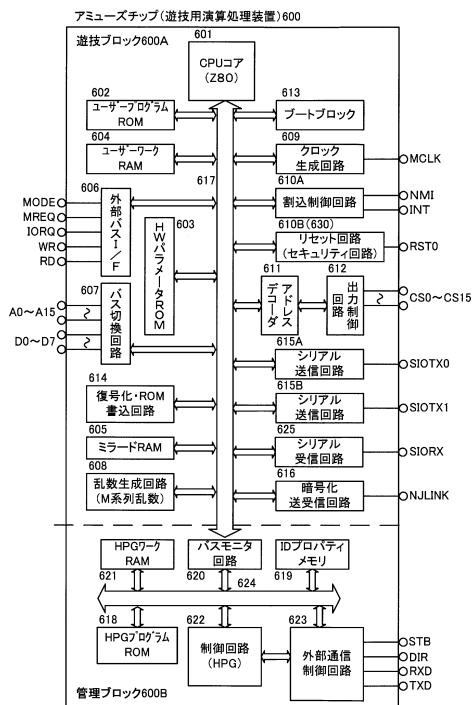 アミューズチップ(遊技用演算処理装置)600
遊技ブロック600A
601
CPUコア
(Z80)
602
ユーザープログラム
ROM
613
ブートブロック
604
ユーザーワーク
RAM
609
クロック
生成回路
MCLK
617
606
外部バスI/F
MODE
MREQ
IORQ
WR
RD
603
HWパラメータROM
610A
割込制御回路
NMI
INT
610B(630)
リセット回路
(セキュリティ回路)
RST0
607
バス切換回路
A0～A15
D0～D7
611
アドレスデコーダ
612
出力制御回路
CS0～CS15
615A
シリアル
送信回路
SIOTX0
614
復号化・ROM
書込回路
615B
シリアル
送信回路
SIOTX1
605
ミラードRAM
625
シリアル
受信回路
SIORX
608
乱数生成回路
(M系列乱数)
616
暗号化
送受信回路
NJLINK
HPGワーク
RAM
621
バスモニタ
回路
620
IDプロパティ
メモリ
619
624
618
HPGプログラム
ROM
622
制御回路
(HPG)
623
外部通信
制御回路
STB
DIR
RXD
TXD
管理ブロック600B